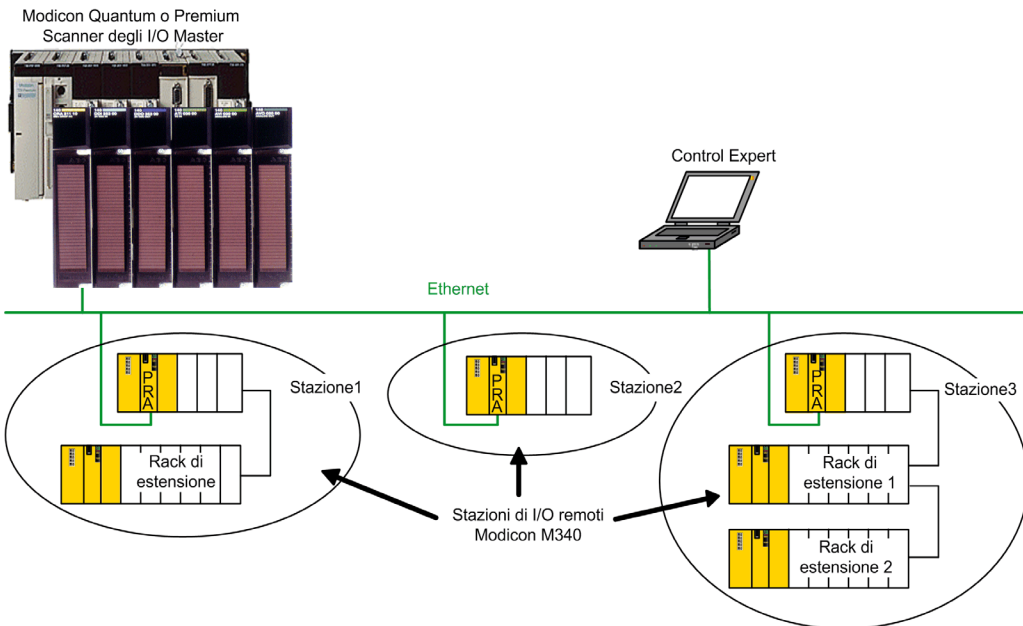 Modicon Quantum o Premium
Scanner degli I/O Master
Control Expert
Ethernet
PRA
Stazione1
Rack di
estensione
PRA
Stazione2
PRA
Stazione3
Rack di
estensione 1
Rack di
estensione 2
Stazioni di I/O remoti
Modicon M340